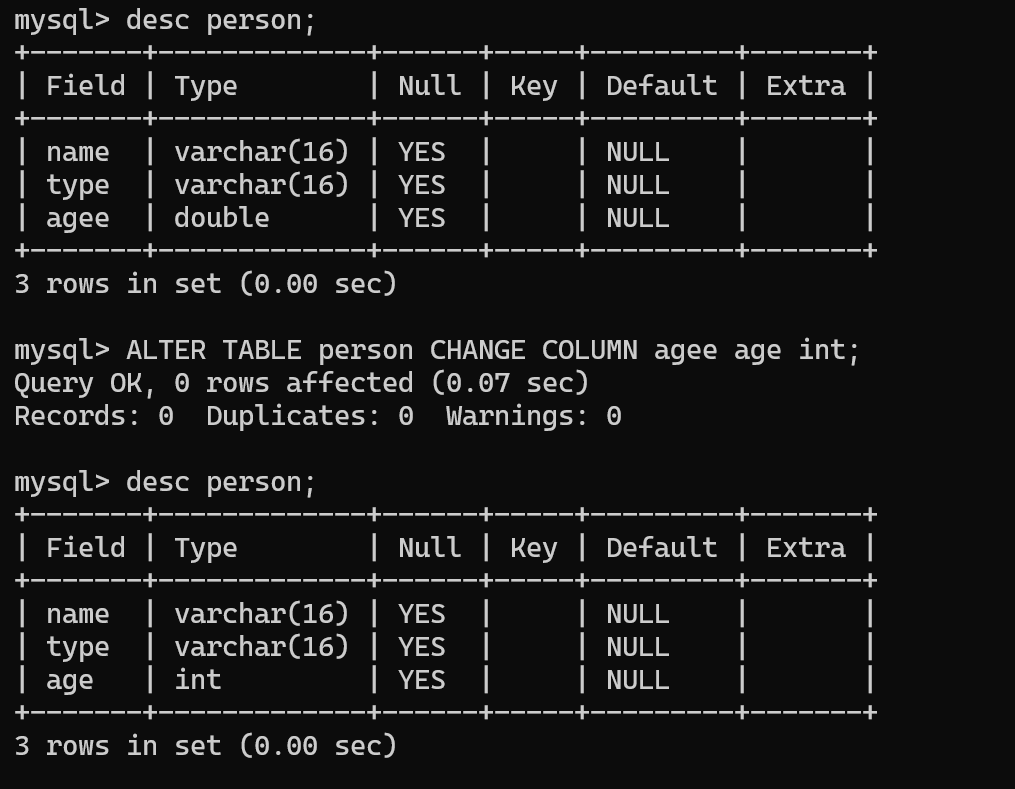 mysql> desc person;
+-------+-------------+------+-----+---------+-------+
| Field | Type        | Null | Key | Default | Extra |
+-------+-------------+------+-----+---------+-------+
| name  | varchar(16) | YES  |     | NULL    |       |
| type  | varchar(16) | YES  |     | NULL    |       |
| agee  | double      | YES  |     | NULL    |       |
+-------+-------------+------+-----+---------+-------+
3 rows in set (0.00 sec)
mysql> ALTER TABLE person CHANGE COLUMN agee age int;
Query OK, 0 rows affected (0.07 sec)
Records: 0  Duplicates: 0  Warnings: 0
mysql> desc person;
+-------+-------------+------+-----+---------+-------+
| Field | Type        | Null | Key | Default | Extra |
+-------+-------------+------+-----+---------+-------+
| name  | varchar(16) | YES  |     | NULL    |       |
| type  | varchar(16) | YES  |     | NULL    |       |
| age   | int         | YES  |     | NULL    |       |
+-------+-------------+------+-----+---------+-------+
3 rows in set (0.00 sec)